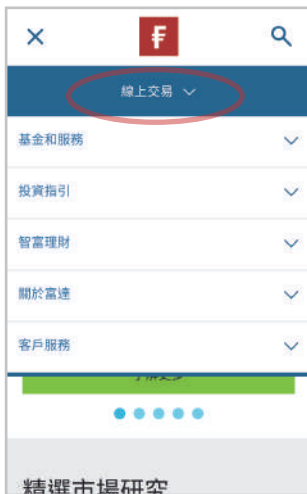 線上交易
基金和服務
投資指引
智富理財
關於富達
客戶服務
精選市場研究